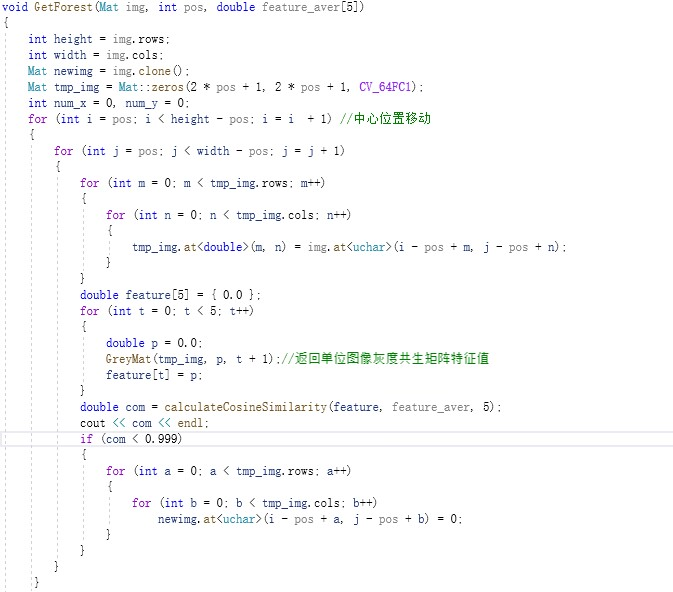 void GetForest(Mat img, int pos, double feature_aver[5])
{
int height = img.rows;
int width = img.cols;
Mat newimg = img.clone();
Mat tmp_img = Mat::zeros(2 * pos + 1, 2 * pos + 1, CV_64FC1);
int num_x = 0, num_y = 0;
for (int i = pos; i < height - pos; i = i + 1) //中心位置移动
{
for (int j = pos; j < width - pos; j = j + 1)
{
for (int m = 0; m < tmp_img.rows; m++)
{
for (int n = 0; n < tmp_img.cols; n++)
{
tmp_img.at<double>(m, n) = img.at<uchar>(i - pos + m, j - pos + n);
}
}
double feature[5] = { 0.0 };
for (int t = 0; t < 5; t++)
{
double p = 0.0;
GreyMat(tmp_img, p, t + 1);//返回单位图像灰度共生矩阵特征值
feature[t] = p;
}
double com = calculateCosineSimilarity(feature, feature_aver, 5);
cout << com << endl;
if (com < 0.999)
{
for (int a = 0; a < tmp_img.rows; a++)
{
for (int b = 0; b < tmp_img.cols; b++)
newimg.at<uchar>(i - pos + a, j - pos + b) = 0;
}
}
}
}